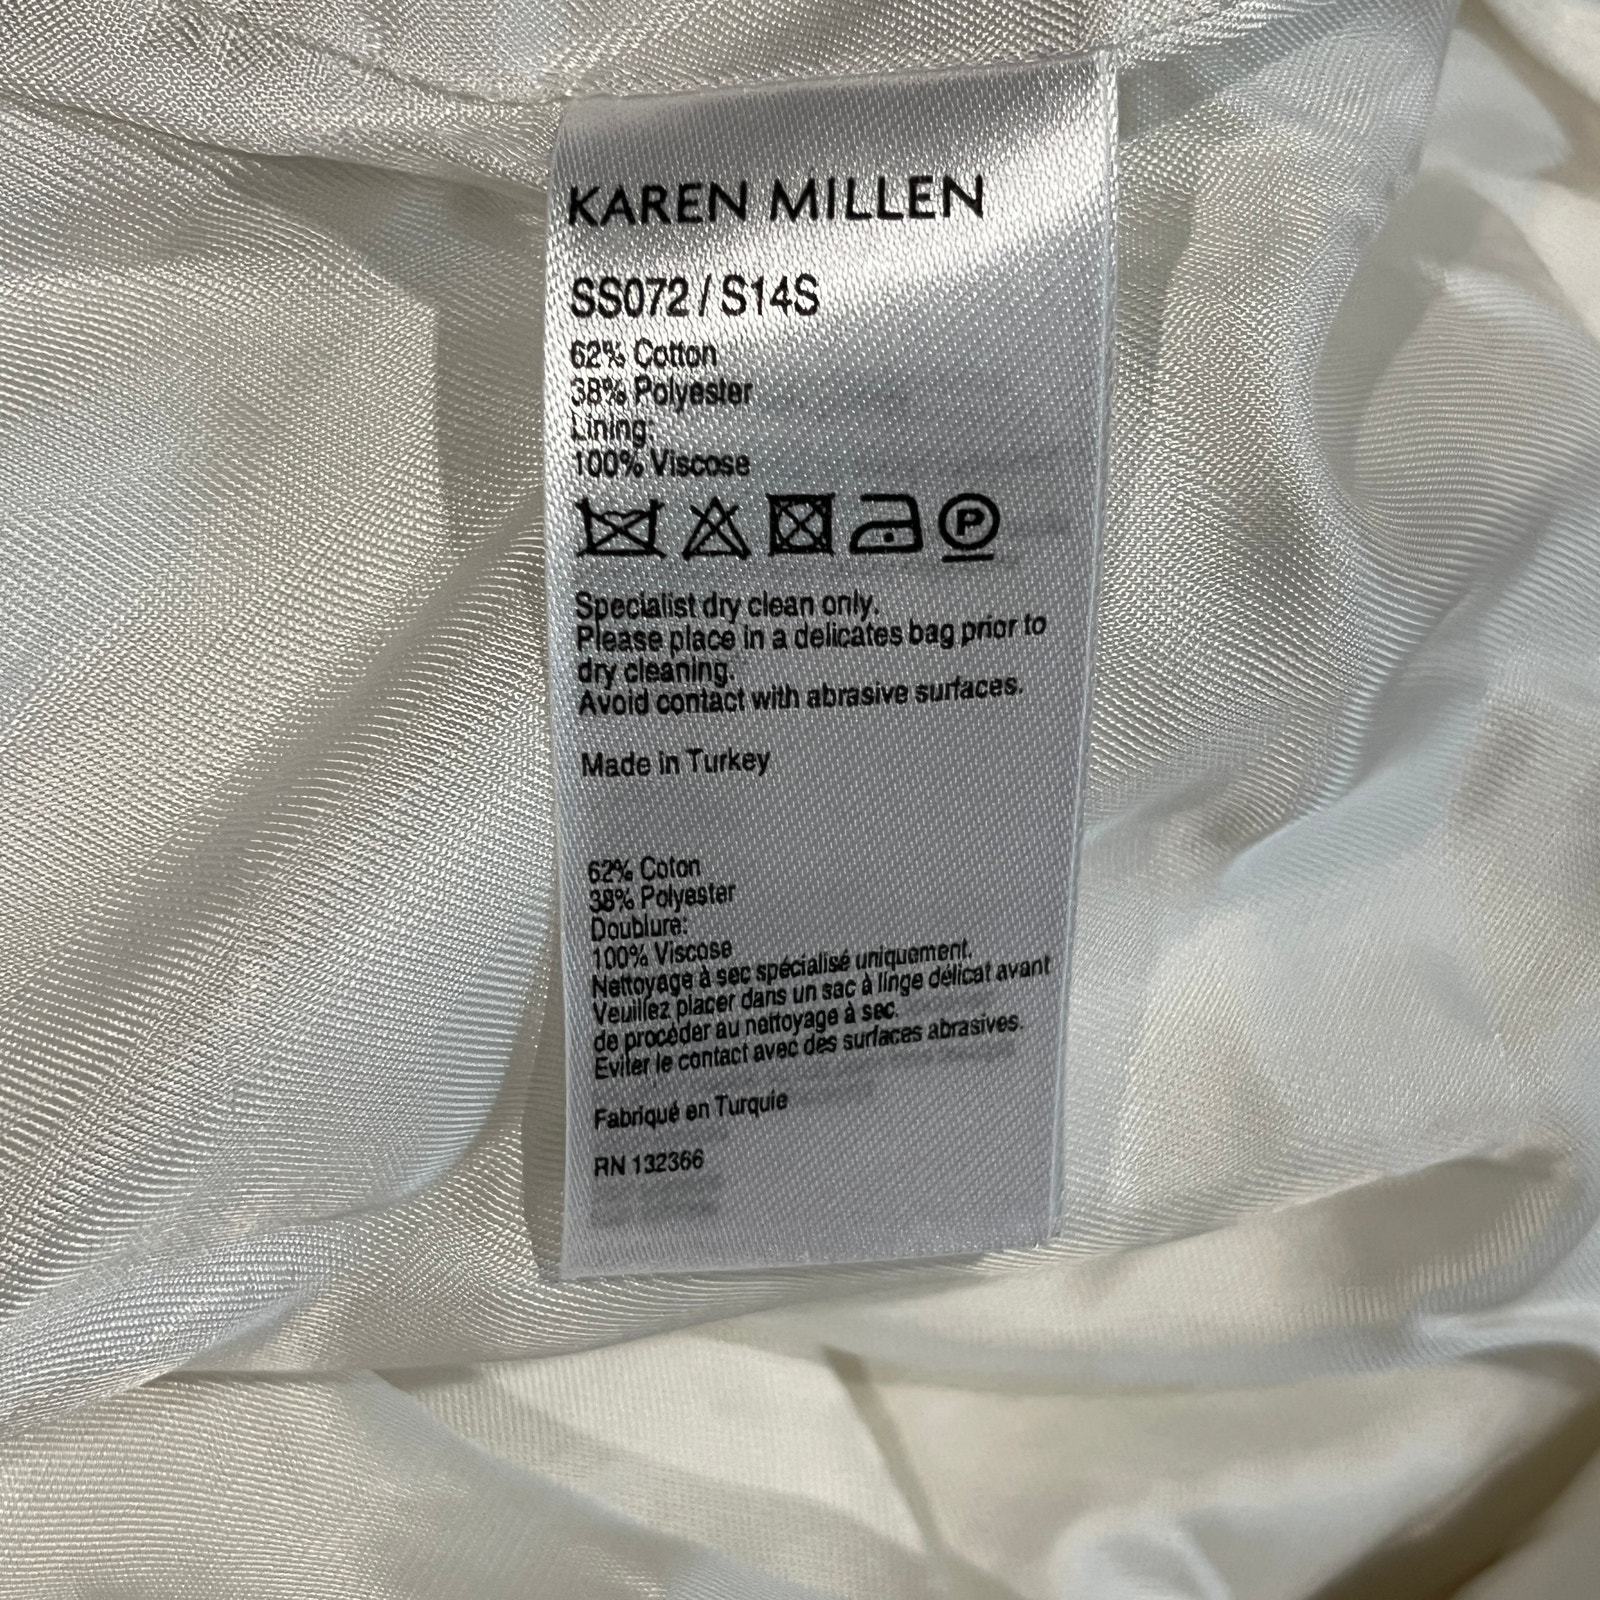 KAREN MILLEN
SS072 / S14S
62% Cotton
38% Polyester
Lining:
100% Viscose
P
Specialist dry clean only.
Please place in a delicates bag prior to
dry cleaning.
Avoid contact with abrasive surfaces.
Made in Turkey
62% Coton
38% Polyester
Doublure:
100% Viscose
Nettoyage à sec spécialisé uniquement.
Veuillez placer dans un sac à linge délicat avant
de procéder au nettoyage à sec.
Eviter le contact avec des surfaces abrasives.
Fabriqué en Turquie
RN 132366